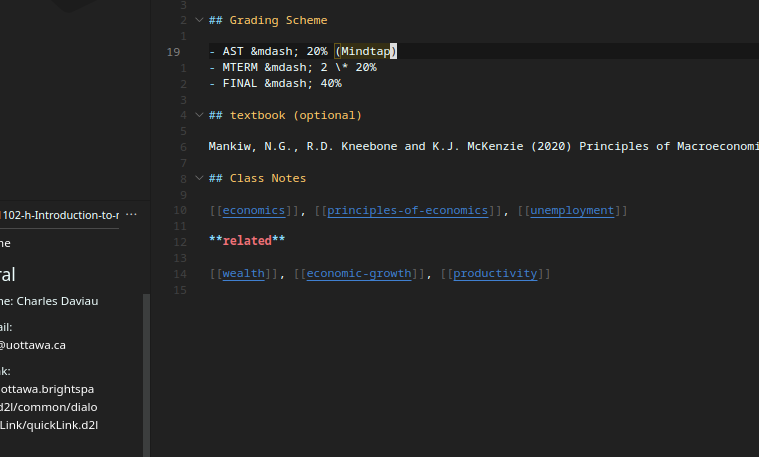 3
2 ## Grading Scheme
1
19 - AST &mdash; 20% (Mindtap)
1 - MTERM &mdash; 2 \* 20%
2 - FINAL &mdash; 40%
3
4 ## textbook (optional)
5
6 Mankiw, N.G., R.D. Kneebone and K.J. McKenzie (2020) Principles of Macroeconomi
7
8 ## Class Notes
9
10 [[economics]], [[principles-of-economics]], [[unemployment]]
11
12 **related**
13
14 [[wealth]], [[economic-growth]], [[productivity]]
15
1102-h-Introduction-to-r ···
ne
ral
ne: Charles Daviau
ail:
@uottawa.ca
nk:
ottawa.brightspa
d2l/common/dialo
Link/quickLink.d2l